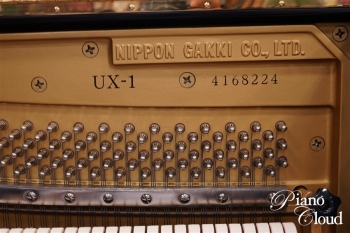 NIPPON GAKKI CO., LTD.
UX-1 4168224
Piano
Cloud